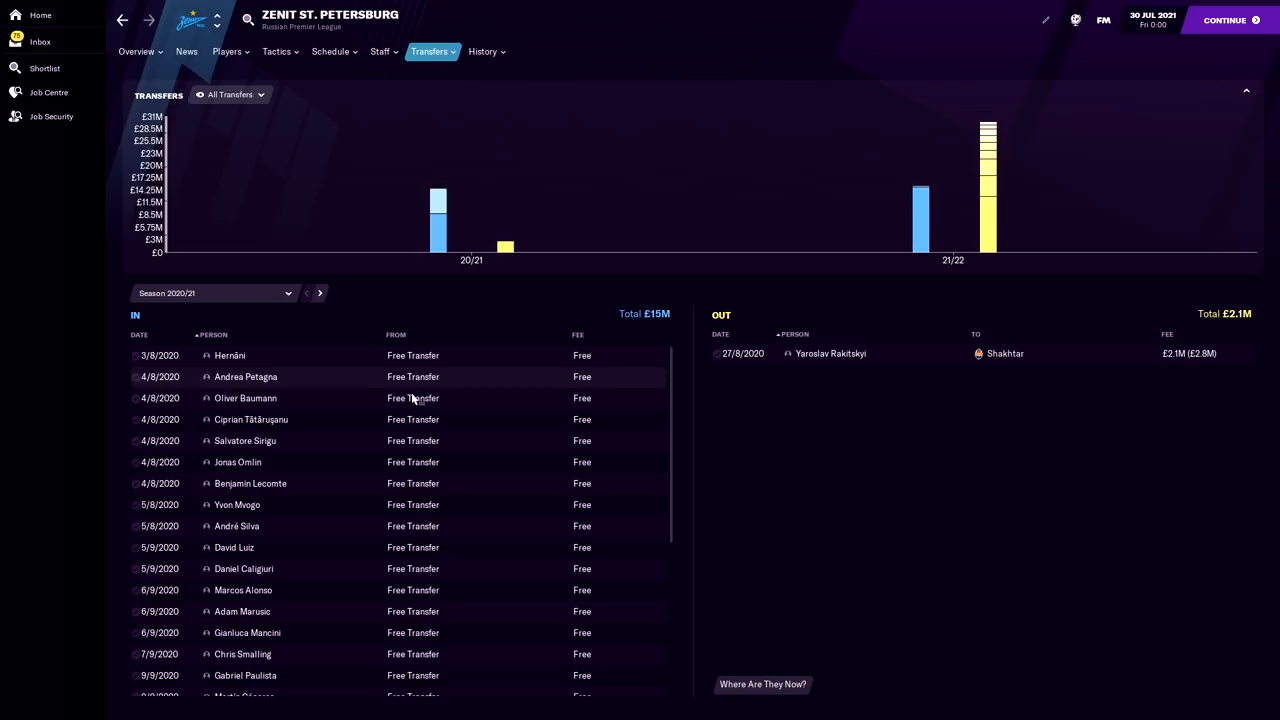 ZENIT ST. PETERSBURG
Russian Premier League
FM
30 JUL 2021
Fri 0:00
CONTINUE
75
Home
Inbox
Shortlist
Job Centre
Job Security
Overview
News
Players
Tactics
Schedule
Staff
Transfers
History
TRANSFERS
All Transfers
£31M
£28.5M
£25.5M
£23M
£20M
£17.25M
£14.25M
£11.5M
£8.5M
£5.75M
£3M
£0
20/21
21/22
Season 2020/21
IN
Total £15M
DATE PERSON FROM FEE
3/8/2020 Hernâni Free Transfer Free
4/8/2020 Andrea Petagna Free Transfer Free
4/8/2020 Oliver Baumann Free Transfer Free
4/8/2020 Ciprian Tătărușanu Free Transfer Free
4/8/2020 Salvatore Sirigu Free Transfer Free
4/8/2020 Jonas Omlin Free Transfer Free
4/8/2020 Benjamin Lecomte Free Transfer Free
5/8/2020 Yvon Mvogo Free Transfer Free
5/8/2020 André Silva Free Transfer Free
5/9/2020 David Luiz Free Transfer Free
5/9/2020 Daniel Caligiuri Free Transfer Free
6/9/2020 Marcos Alonso Free Transfer Free
6/9/2020 Adam Marusic Free Transfer Free
6/9/2020 Gianluca Mancini Free Transfer Free
7/9/2020 Chris Smalling Free Transfer Free
9/9/2020 Gabriel Paulista Free Transfer Free
OUT
Total £2.1M
DATE PERSON TO FEE
27/8/2020 Yaroslav Rakitskyi Shakhtar £2.1M (£2.8M)
Where Are They Now?